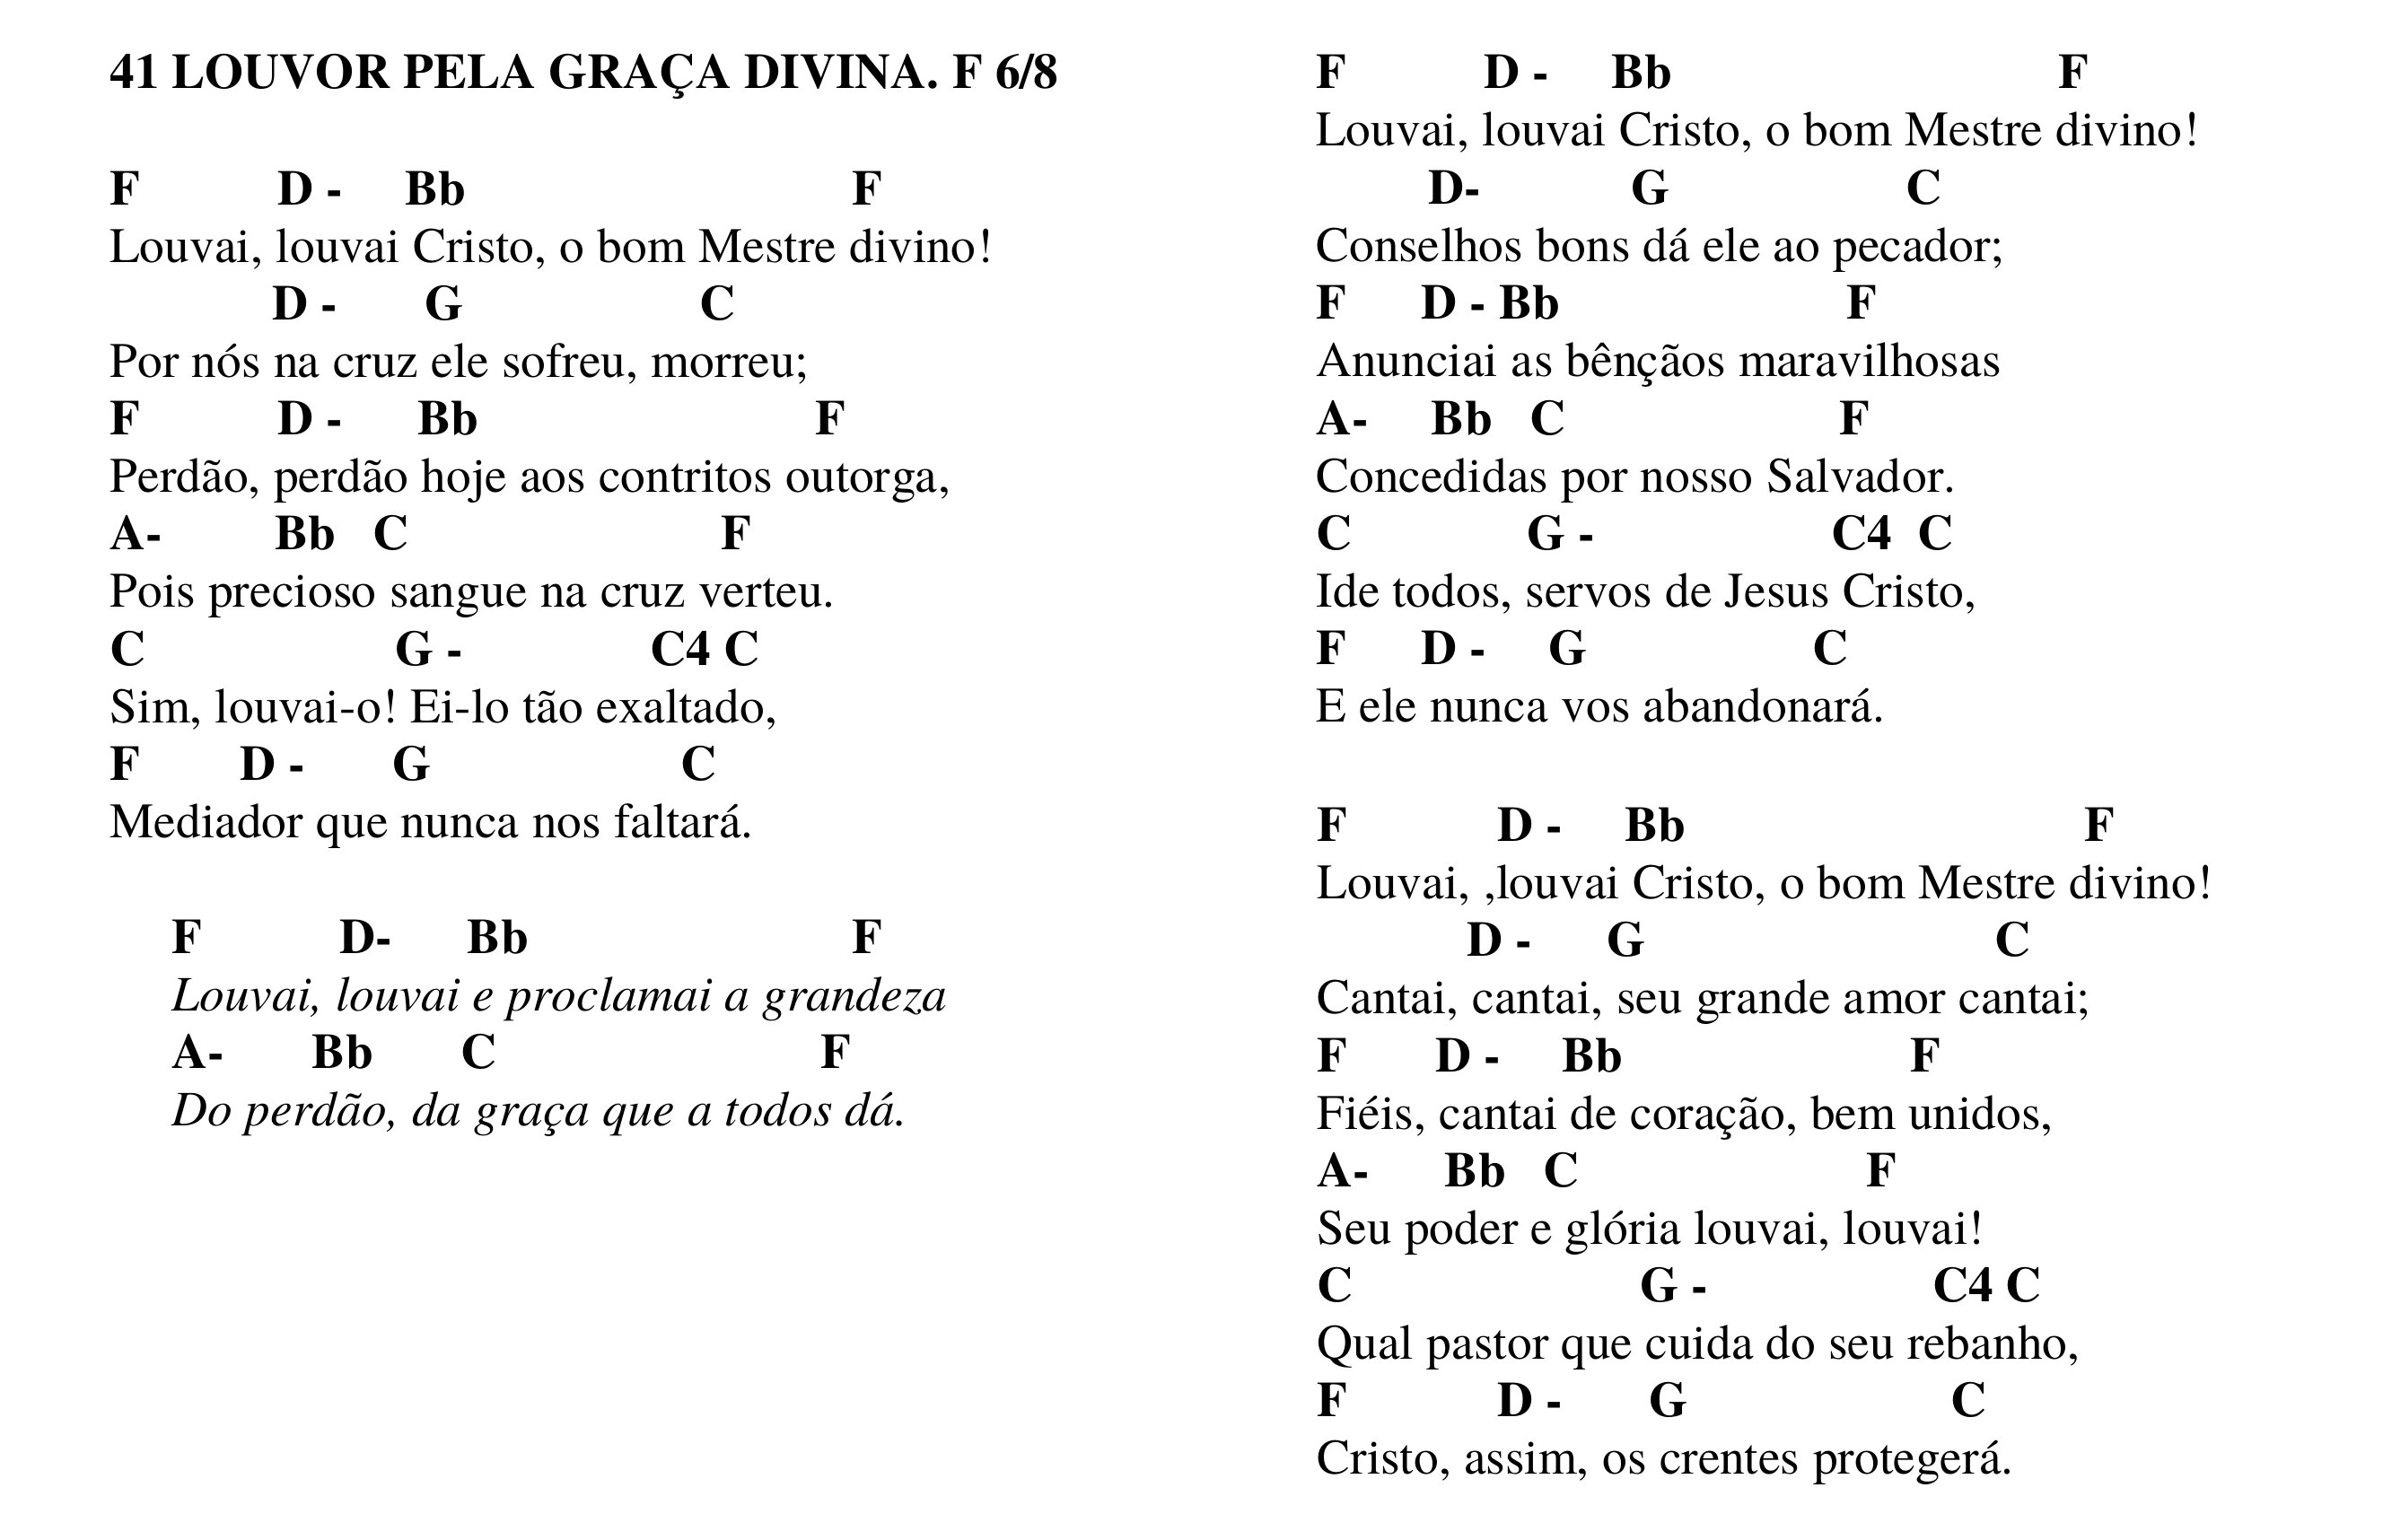 41 LOUVOR PELA GRAÇA DIVINA. F 6/8
F D - Bb F
Louvai, louvai Cristo, o bom Mestre divino!
D - G C
Por nós na cruz ele sofreu, morreu;
F D - Bb F
Perdão, perdão hoje aos contritos outorga,
A- Bb C F
Pois precioso sangue na cruz verteu.
C G - C4 C
Sim, louvai-o! Ei-lo tão exaltado,
F D - G C
Mediador que nunca nos faltará.
F D- Bb F
Louvai, louvai e proclamai a grandeza
A- Bb C F
Do perdão, da graça que a todos dá.
F D - Bb F
Louvai, louvai Cristo, o bom Mestre divino!
D- G C
Conselhos bons dá ele ao pecador;
F D - Bb F
Anunciai as bênçãos maravilhosas
A- Bb C F
Concedidas por nosso Salvador.
C G - C4 C
Ide todos, servos de Jesus Cristo,
F D - G C
E ele nunca vos abandonará.
F D - Bb F
Louvai, ,louvai Cristo, o bom Mestre divino!
D - G C
Cantai, cantai, seu grande amor cantai;
F D - Bb F
Fiéis, cantai de coração, bem unidos,
A- Bb C F
Seu poder e glória louvai, louvai!
C G - C4 C
Qual pastor que cuida do seu rebanho,
F D - G C
Cristo, assim, os crentes protegerá.